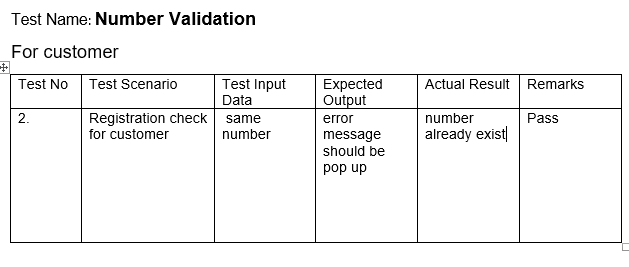 Test Name: Number Validation
For customer
Test No
Test Scenario
Test Input
Data
Expected
Output
Actual Result
Remarks
2.
Registration check
for customer
same
number
error
message
should be
pop up
number
already exist
Pass